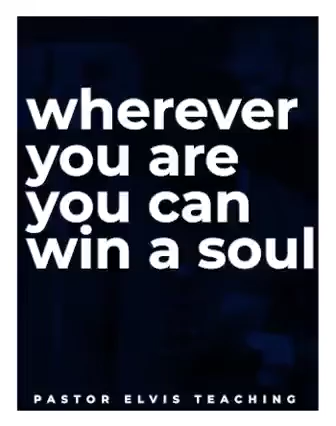 wherever
you are
you can
win a soul
PASTOR ELVIS TEACHING